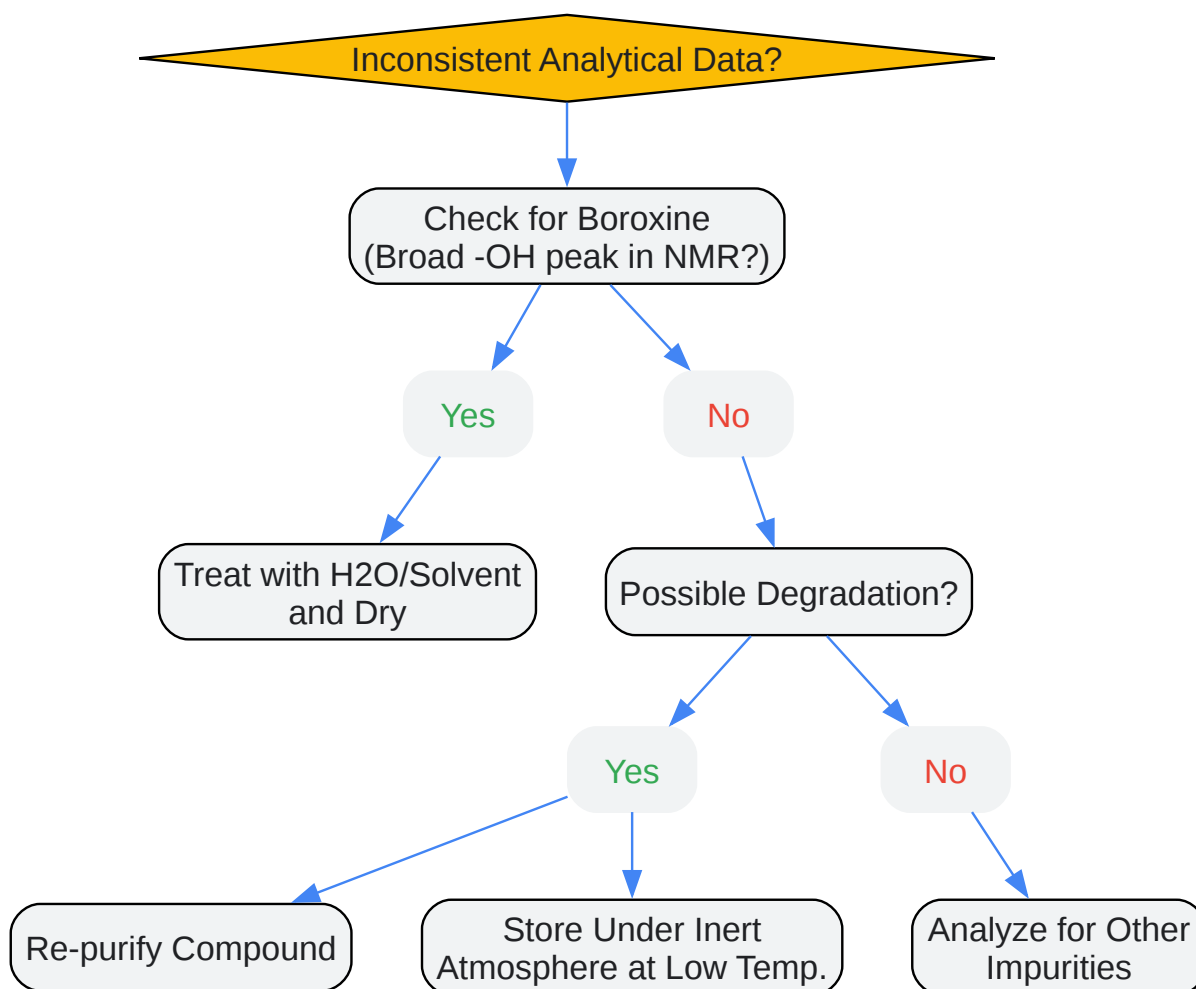 Inconsistent Analytical Data?
Check for Boroxine
(Broad -OH peak in NMR?)
Yes
No
Treat with H2O/Solvent
and Dry
Possible Degradation?
Yes
No
Re-purify Compound
Store Under Inert
Atmosphere at Low Temp.
Analyze for Other
Impurities